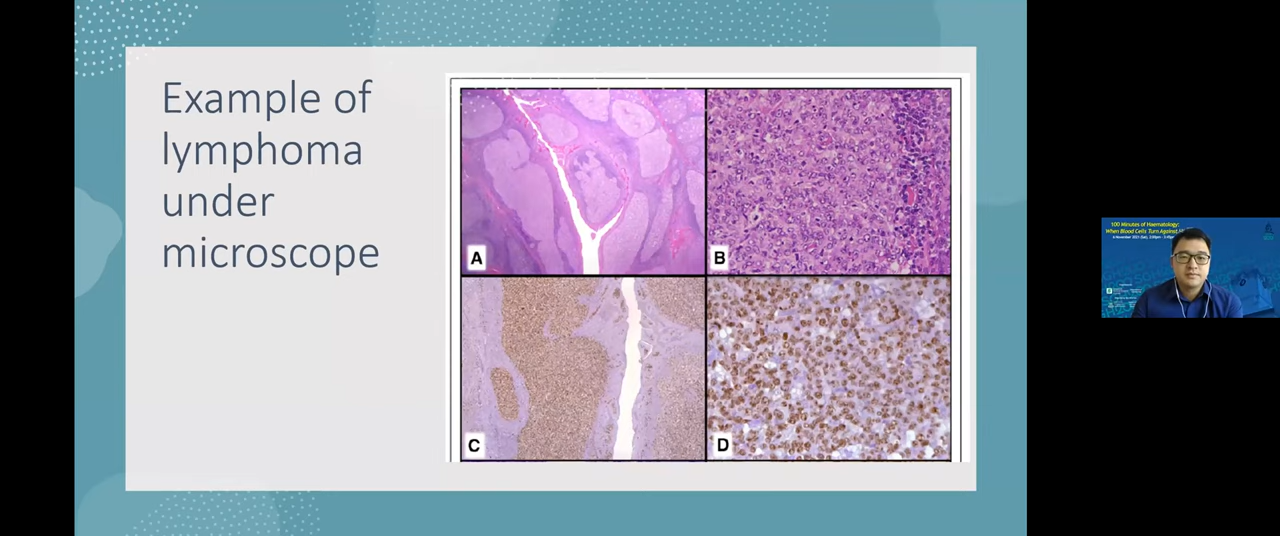 Example of
lymphoma
under
microscope
A
B
C
D
100 Minutes of Haematology:
When Blood Cells Turn Against